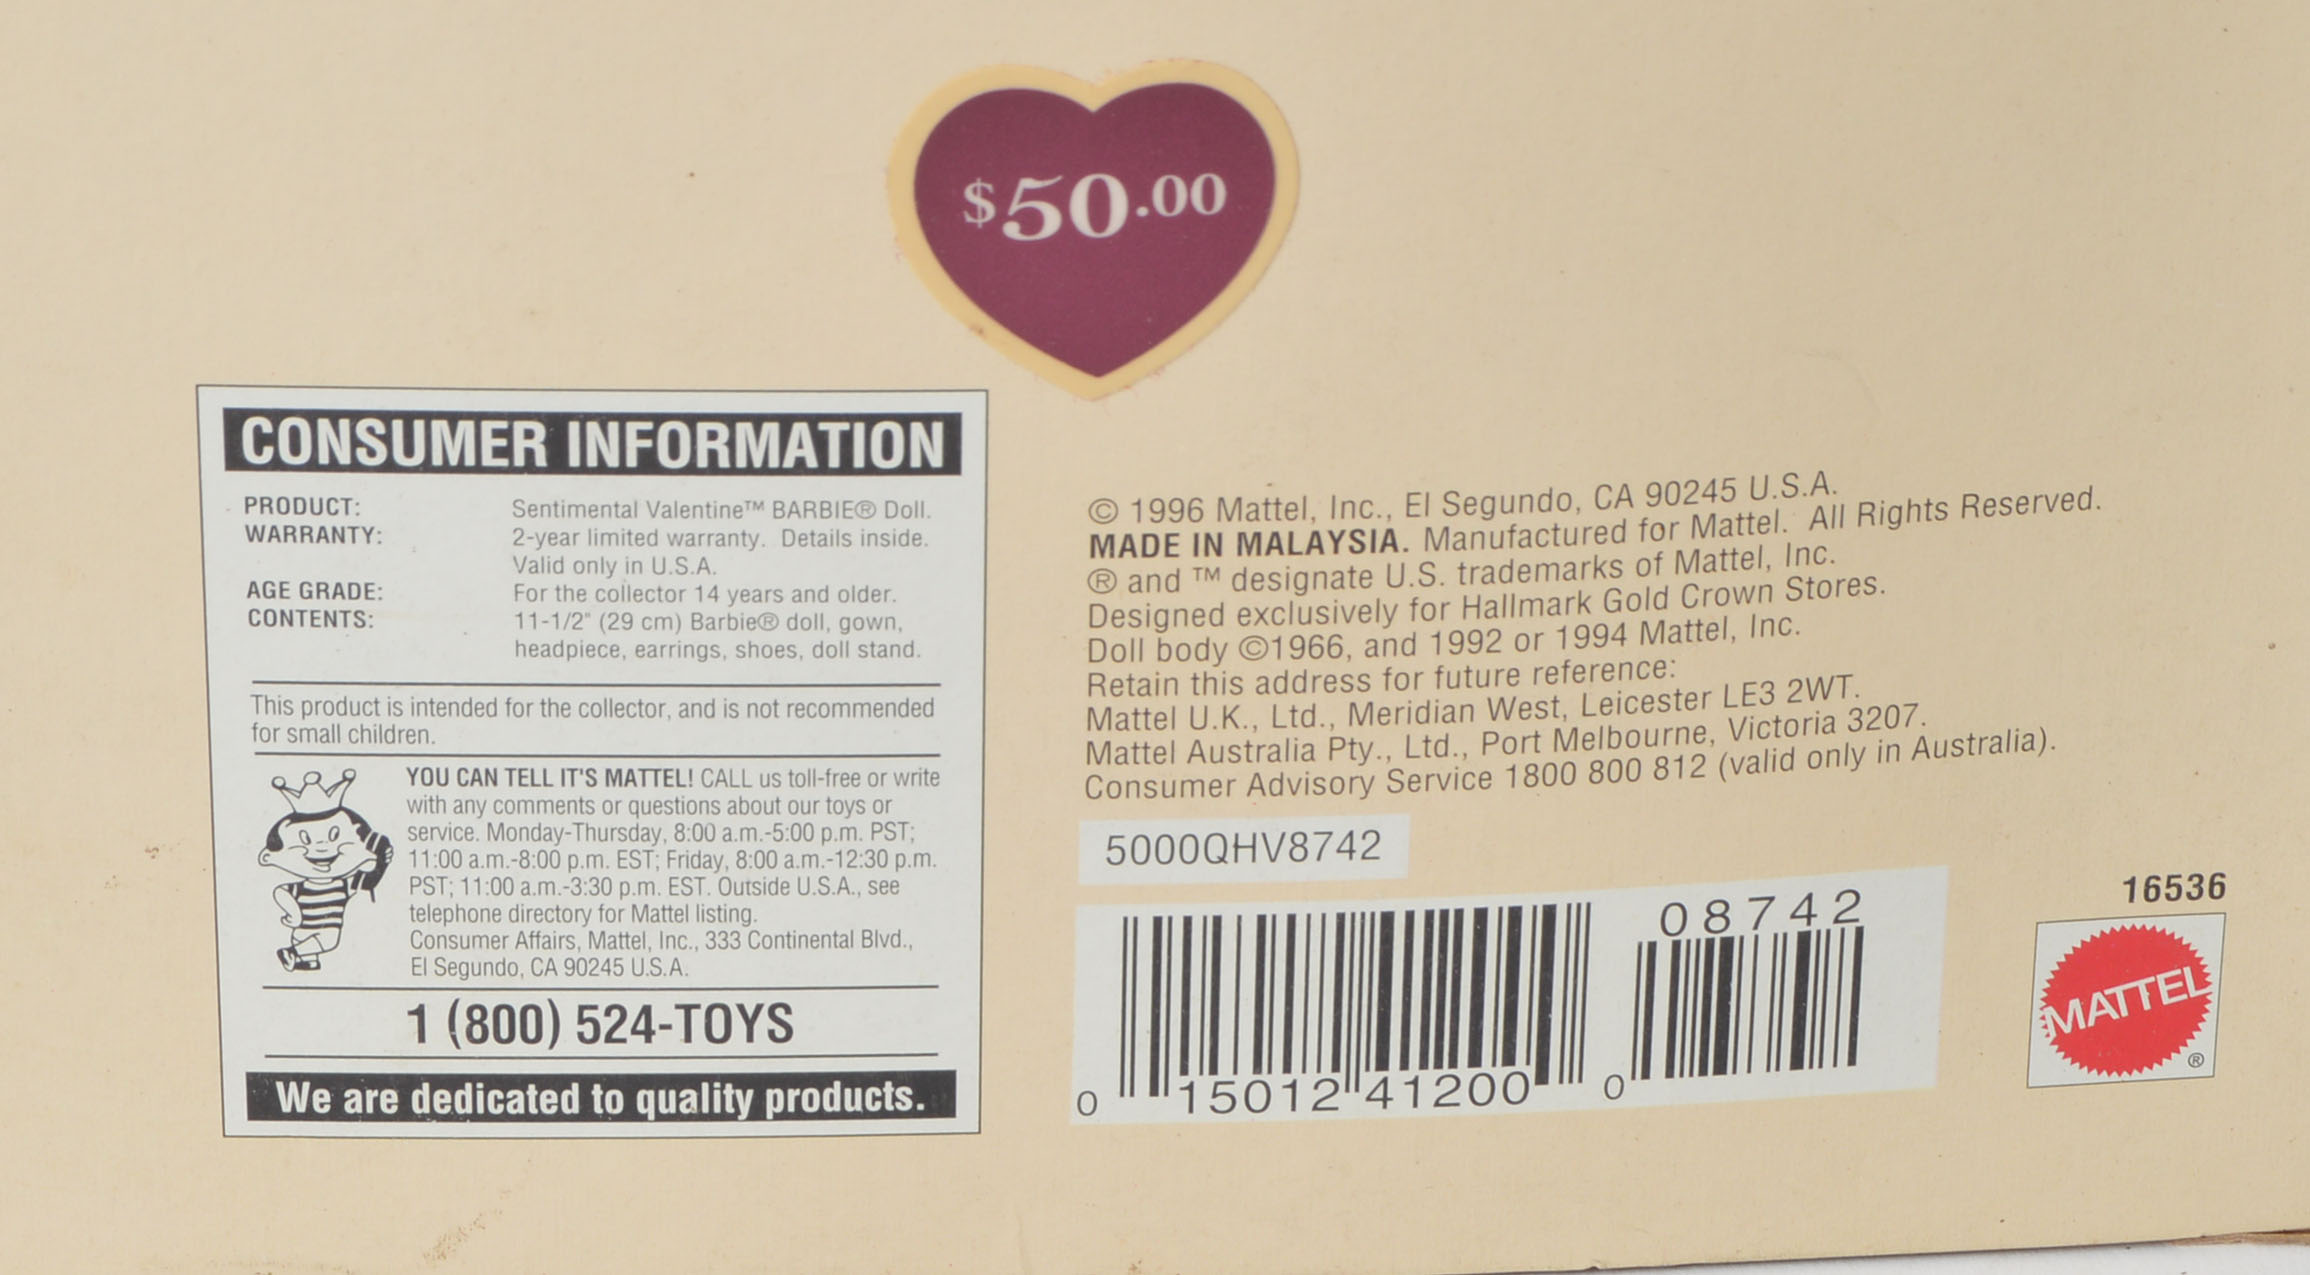 $50.00
CONSUMER INFORMATION
PRODUCT: Sentimental Valentine™ BARBIE® Doll.
WARRANTY: 2-year limited warranty. Details inside.
Valid only in U.S.A.
AGE GRADE: For the collector 14 years and older.
CONTENTS: 11-1/2" (29 cm) Barbie® doll, gown,
headpiece, earrings, shoes, doll stand.
This product is intended for the collector, and is not recommended
for small children.
YOU CAN TELL IT'S MATTEL! CALL us toll-free or write
with any comments or questions about our toys or
service. Monday-Thursday, 8:00 a.m.-5:00 p.m. PST;
11:00 a.m.-8:00 p.m. EST; Friday, 8:00 a.m.-12:30 p.m.
PST; 11:00 a.m.-3:30 p.m. EST. Outside U.S.A., see
telephone directory for Mattel listing.
Consumer Affairs, Mattel, Inc., 333 Continental Blvd.,
El Segundo, CA 90245 U.S.A.
1 (800) 524-TOYS
We are dedicated to quality products.
© 1996 Mattel, Inc., El Segundo, CA 90245 U.S.A.
MADE IN MALAYSIA. Manufactured for Mattel. All Rights Reserved.
® and ™ designate U.S. trademarks of Mattel, Inc.
Designed exclusively for Hallmark Gold Crown Stores.
Doll body ©1966, and 1992 or 1994 Mattel, Inc.
Retain this address for future reference:
Mattel U.K., Ltd., Meridian West, Leicester LE3 2WT.
Mattel Australia Pty., Ltd., Port Melbourne, Victoria 3207.
Consumer Advisory Service 1800 800 812 (valid only in Australia).
5000QHV8742
08742
0 15012 41200 0
16536
MATTEL
®